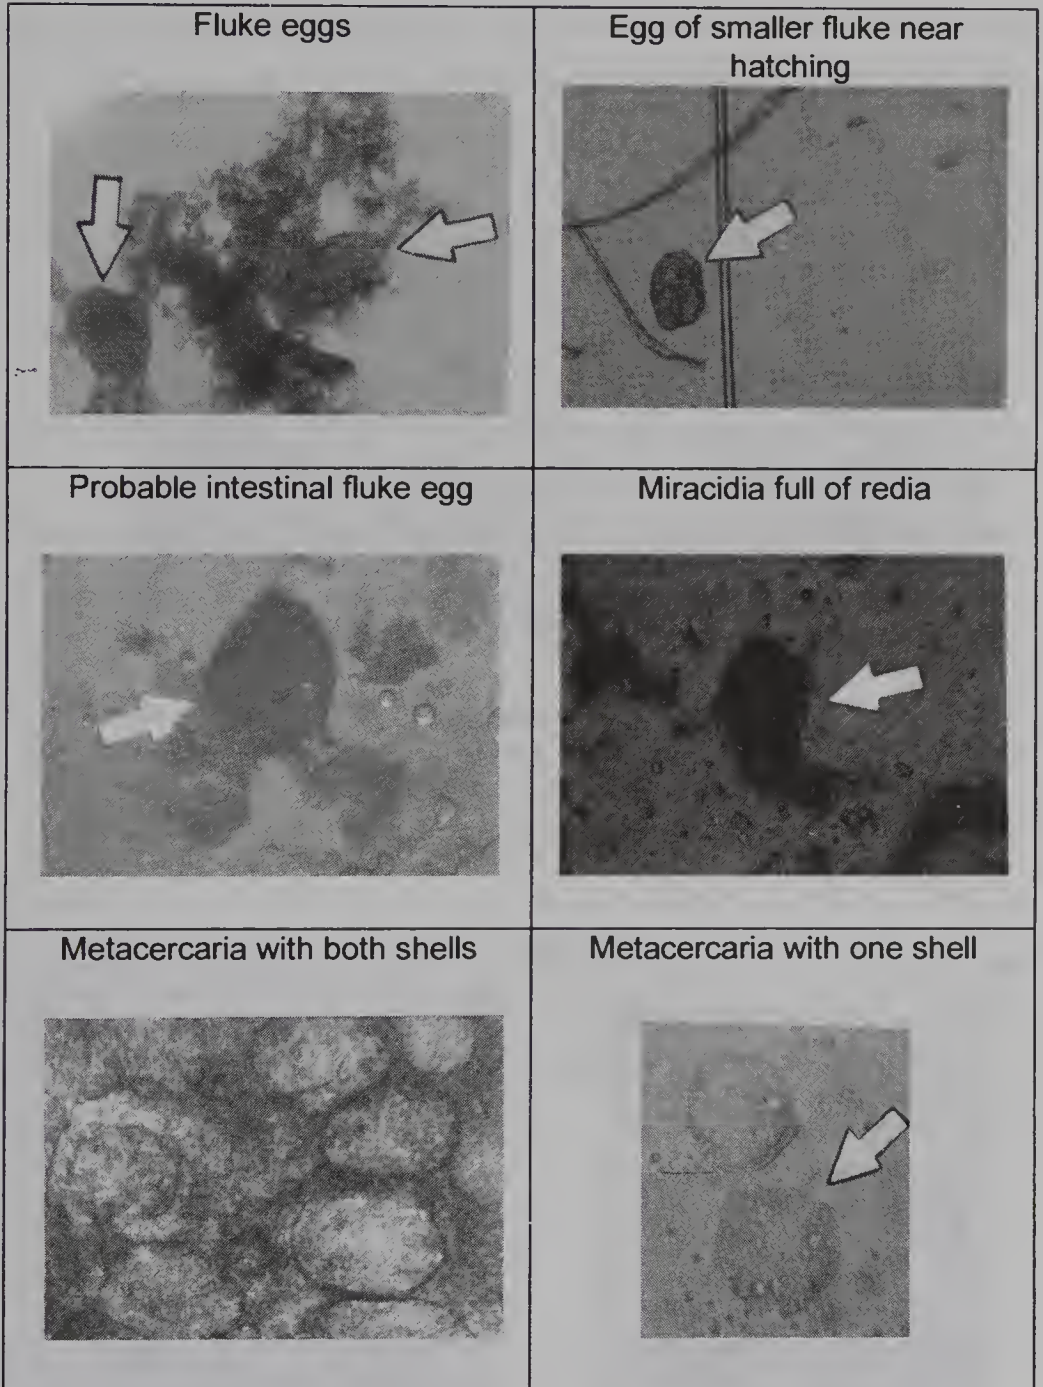 Fluke eggs
Egg of smaller fluke near
hatching
Probable intestinal fluke egg
Miracidia full of redia
Metacercaria with both shells
Metacercaria with one shell